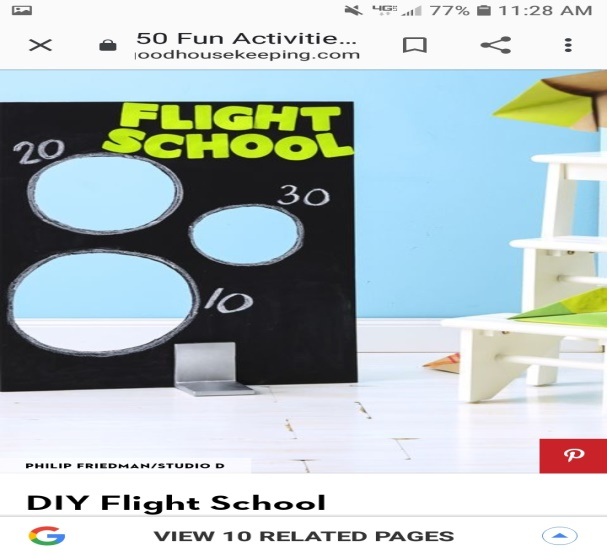 4G 77% 11:28 AM
50 Fun Activitie...
oodhousekeeping.com
FLIGHT
SCHOOL
20
30
10
PHILIP FRIEDMAN/STUDIO D
DIY Flight School
VIEW 10 RELATED PAGES